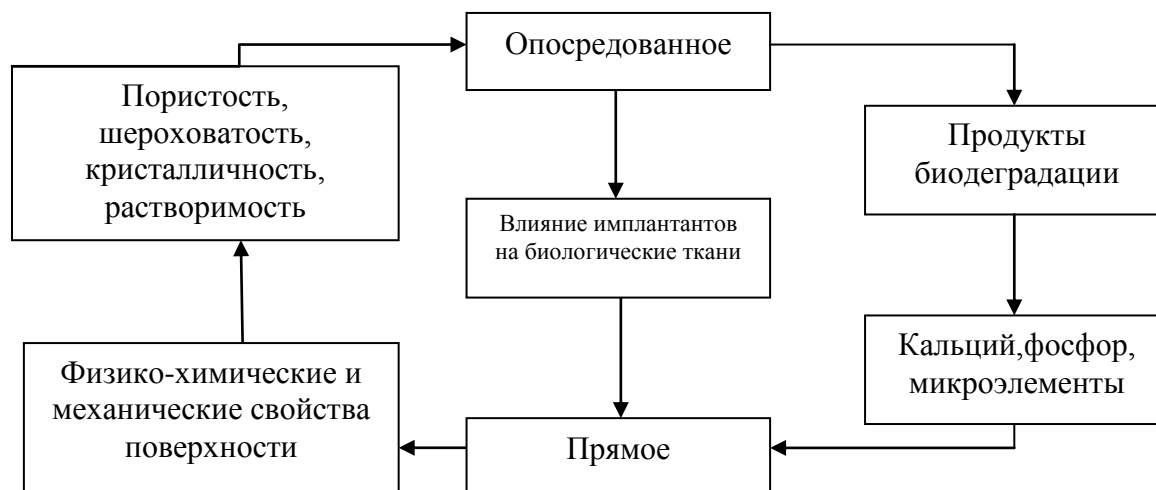 Опосредованное
Пористость,
шероховатость,
кристалличность,
растворимость
Продукты
биодеградации
Влияние имплантантов
на биологические ткани
Физико-химические и
механические свойства
поверхности
Кальций,фосфор,
микроэлементы
Прямое